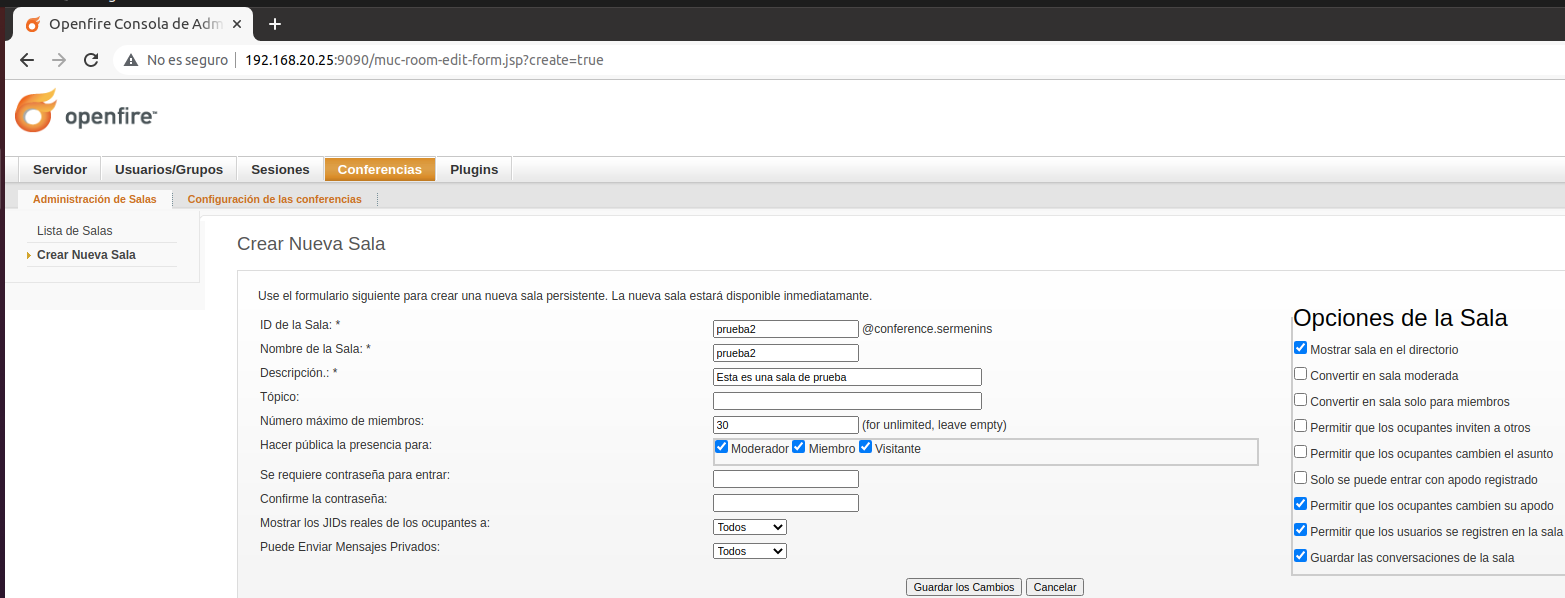 Openfire Consola de Adm
No es seguro 192.168.20.25:9090/muc-room-edit-form.jsp?create=true
openfire™
Servidor Usuarios/Grupos Sesiones Conferencias Plugins
Administración de Salas Configuración de las conferencias
Lista de Salas
Crear Nueva Sala
Crear Nueva Sala
Use el formulario siguiente para crear una nueva sala persistente. La nueva sala estará disponible inmediatamante.
ID de la Sala: * prueba2 @conference.sermenins
Nombre de la Sala: * prueba2
Descripción.: * Esta es una sala de prueba
Tópico:
Número máximo de miembros: 30 (for unlimited, leave empty)
Hacer pública la presencia para: Moderador Miembro Visitante
Se requiere contraseña para entrar:
Confirme la contraseña:
Mostrar los JIDs reales de los ocupantes a: Todos
Puede Enviar Mensajes Privados: Todos
Opciones de la Sala
Mostrar sala en el directorio
Convertir en sala moderada
Convertir en sala solo para miembros
Permitir que los ocupantes inviten a otros
Permitir que los ocupantes cambien el asunto
Solo se puede entrar con apodo registrado
Permitir que los ocupantes cambien su apodo
Permitir que los usuarios se registren en la sala
Guardar las conversaciones de la sala
Guardar los Cambios Cancelar